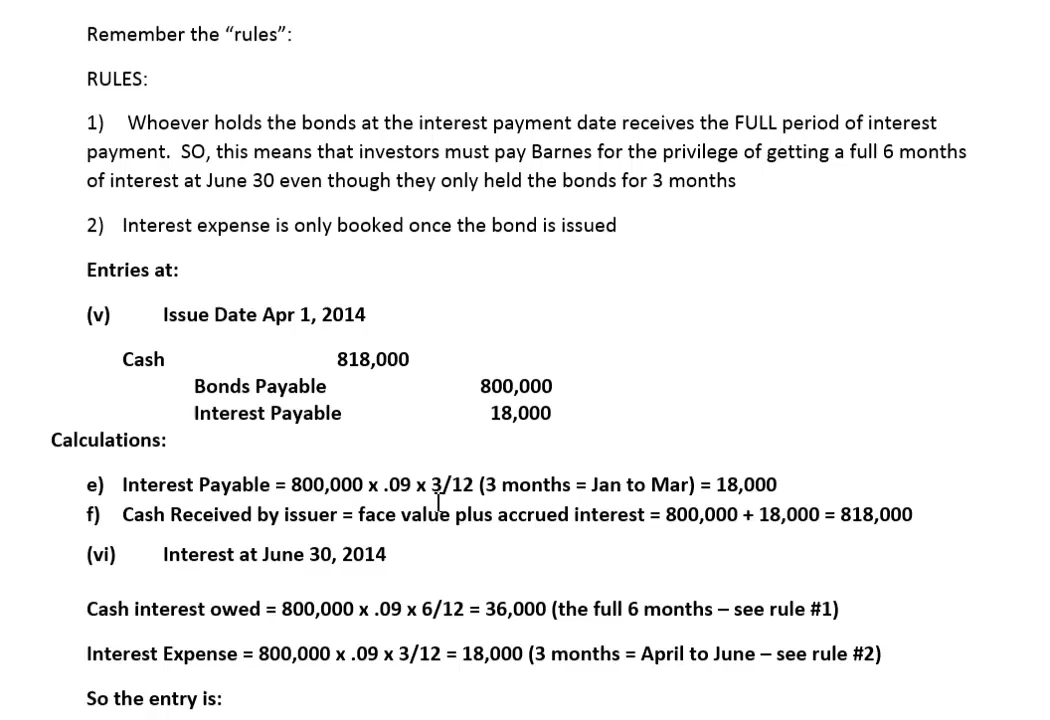 Remember the “rules”:
RULES:
1) Whoever holds the bonds at the interest payment date receives the FULL period of interest
payment. SO, this means that investors must pay Barnes for the privilege of getting a full 6 months
of interest at June 30 even though they only held the bonds for 3 months
2) Interest expense is only booked once the bond is issued
Entries at:
(v) Issue Date Apr 1, 2014
Cash 818,000
Bonds Payable 800,000
Interest Payable 18,000
Calculations:
e) Interest Payable = 800,000 x .09 x 3/12 (3 months = Jan to Mar) = 18,000
f) Cash Received by issuer = face value plus accrued interest = 800,000 + 18,000 = 818,000
(vi) Interest at June 30, 2014
Cash interest owed = 800,000 x .09 x 6/12 = 36,000 (the full 6 months – see rule #1)
Interest Expense = 800,000 x .09 x 3/12 = 18,000 (3 months = April to June – see rule #2)
So the entry is: